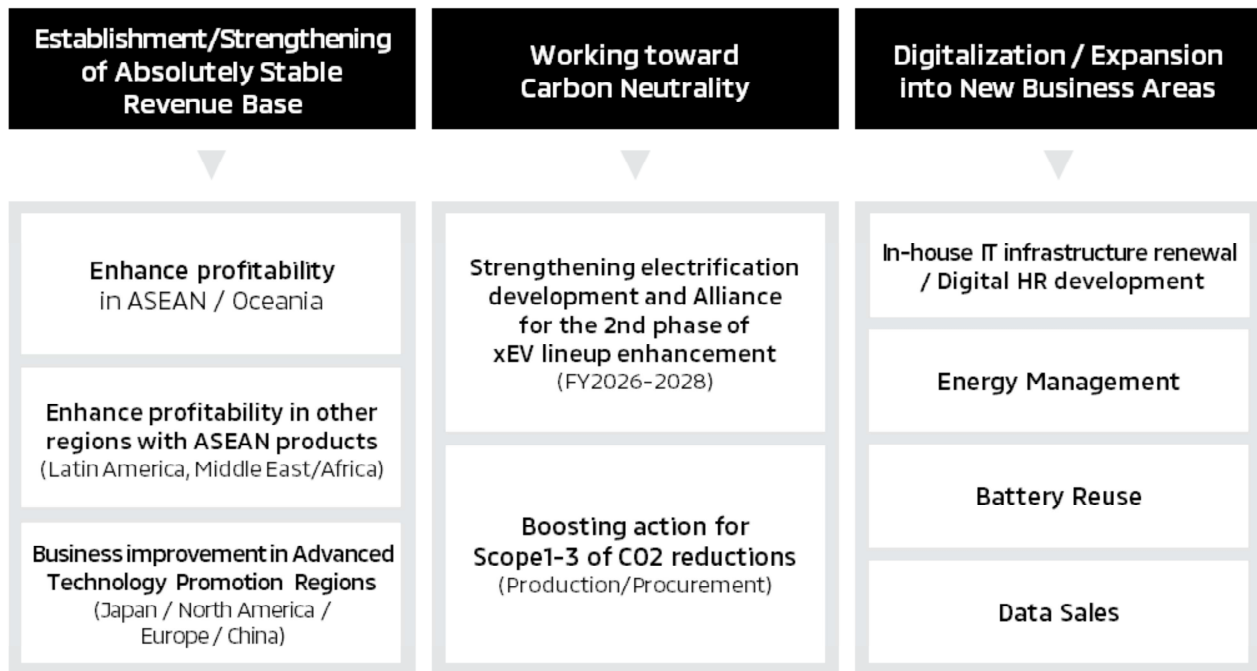 Establishment/Strengthening
of Absolutely Stable
Revenue Base
Enhance profitability
in ASEAN / Oceania
Enhance profitability in other
regions with ASEAN products
(Latin America, Middle East/Africa)
Business improvement in Advanced
Technology Promotion Regions
(Japan / North America /
Europe / China)
Working toward
Carbon Neutrality
Strengthening electrification
development and Alliance
for the 2nd phase of
xEV lineup enhancement
(FY2026-2028)
Boosting action for
Scope1-3 of CO2 reductions
(Production/Procurement)
Digitalization / Expansion
into New Business Areas
In-house IT infrastructure renewal
/ Digital HR development
Energy Management
Battery Reuse
Data Sales